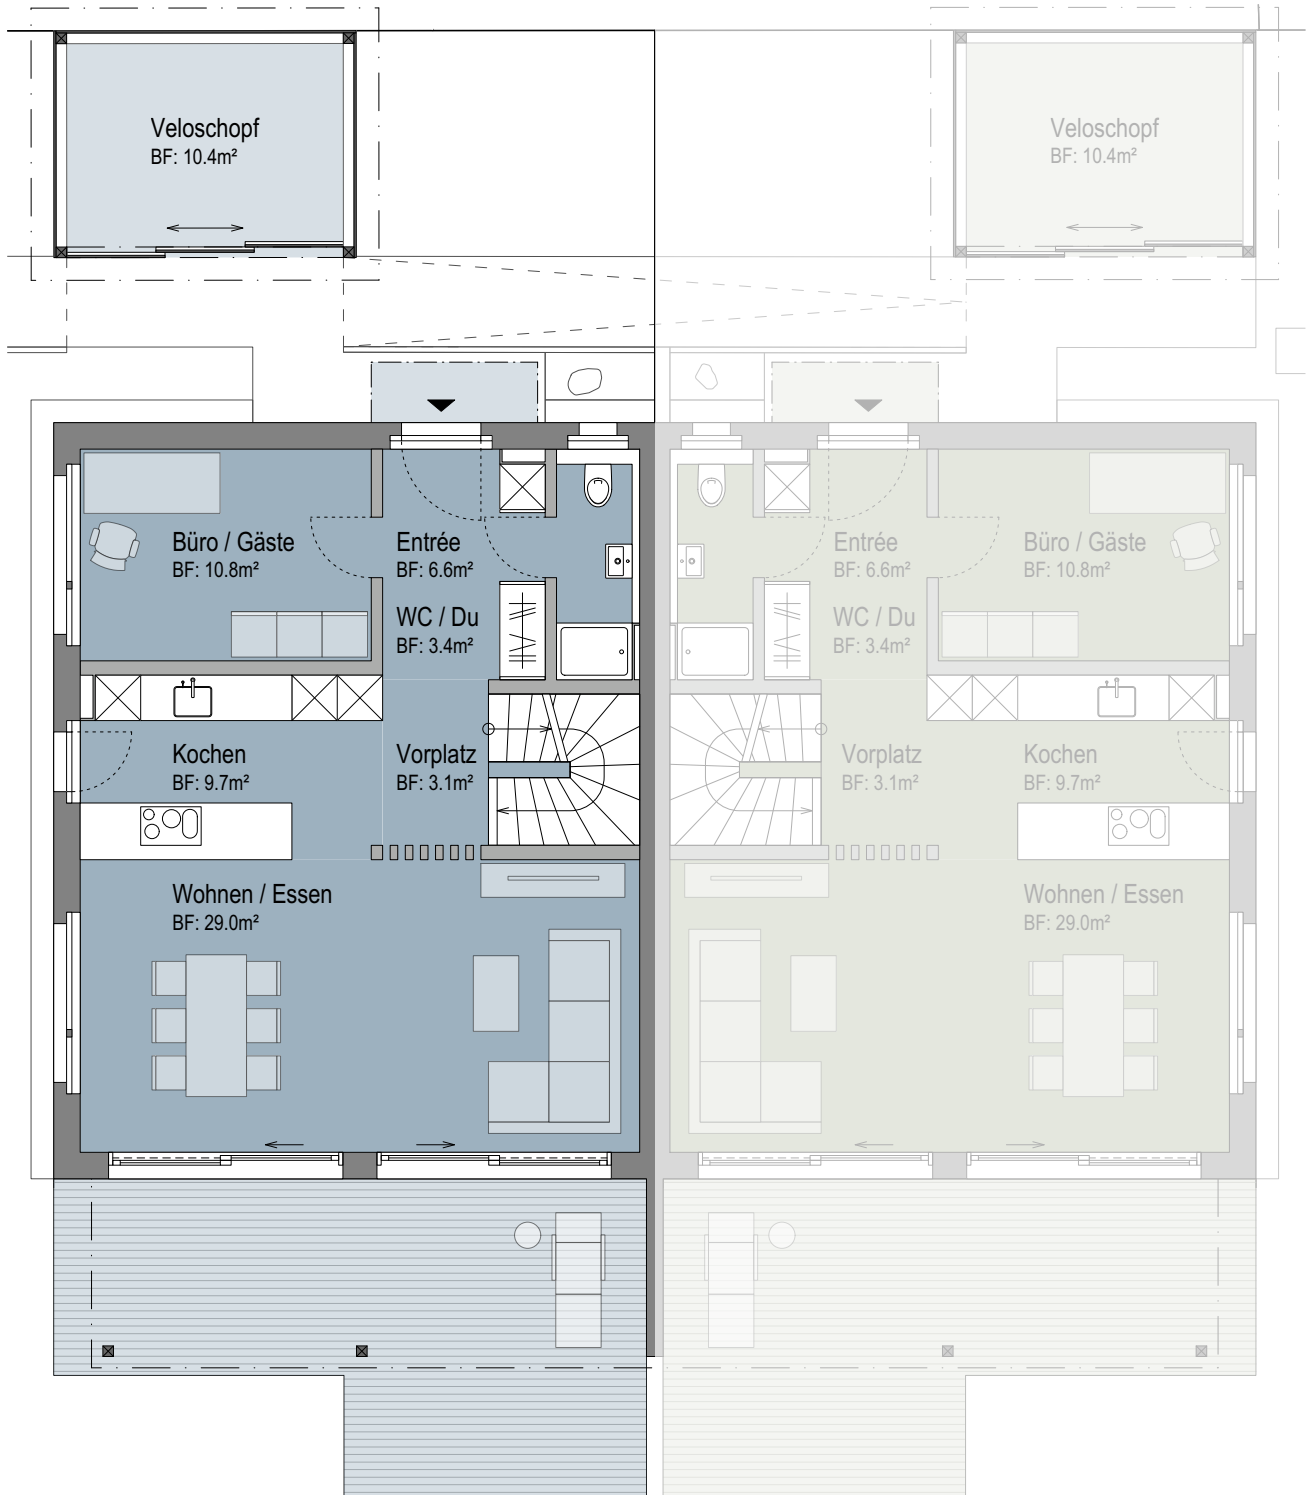 Veloschopf
BF: 10.4m²
Veloschopf
BF: 10.4m²
Büro / Gäste
BF: 10.8m²
Entrée
BF: 6.6m²
WC / Du
BF: 3.4m²
Entrée
BF: 6.6m²
WC / Du
BF: 3.4m²
Büro / Gäste
BF: 10.8m²
Kochen
BF: 9.7m²
Vorplatz
BF: 3.1m²
Vorplatz
BF: 3.1m²
Kochen
BF: 9.7m²
Wohnen / Essen
BF: 29.0m²
Wohnen / Essen
BF: 29.0m²